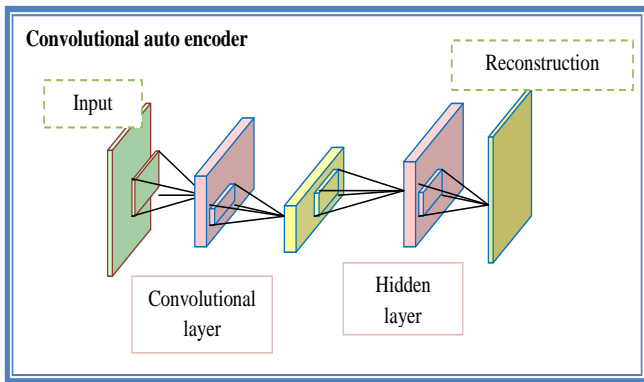 Convolutional auto encoder
Reconstruction
Input
Convolutional
layer
Hidden
layer